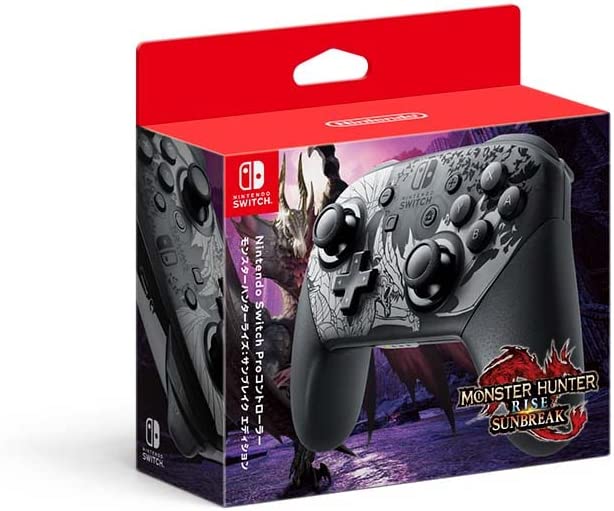 Nintendo
NINTENDO
SWITCH
Nintendo Switch Proコントローラー
モンスターハンターライズ:サンブレイク エディション
NINTENDO
SWITCH
X
Y
A
B
MONSTER HUNTER
RISE
SUNBREAK
NINTENDO
SWITCH